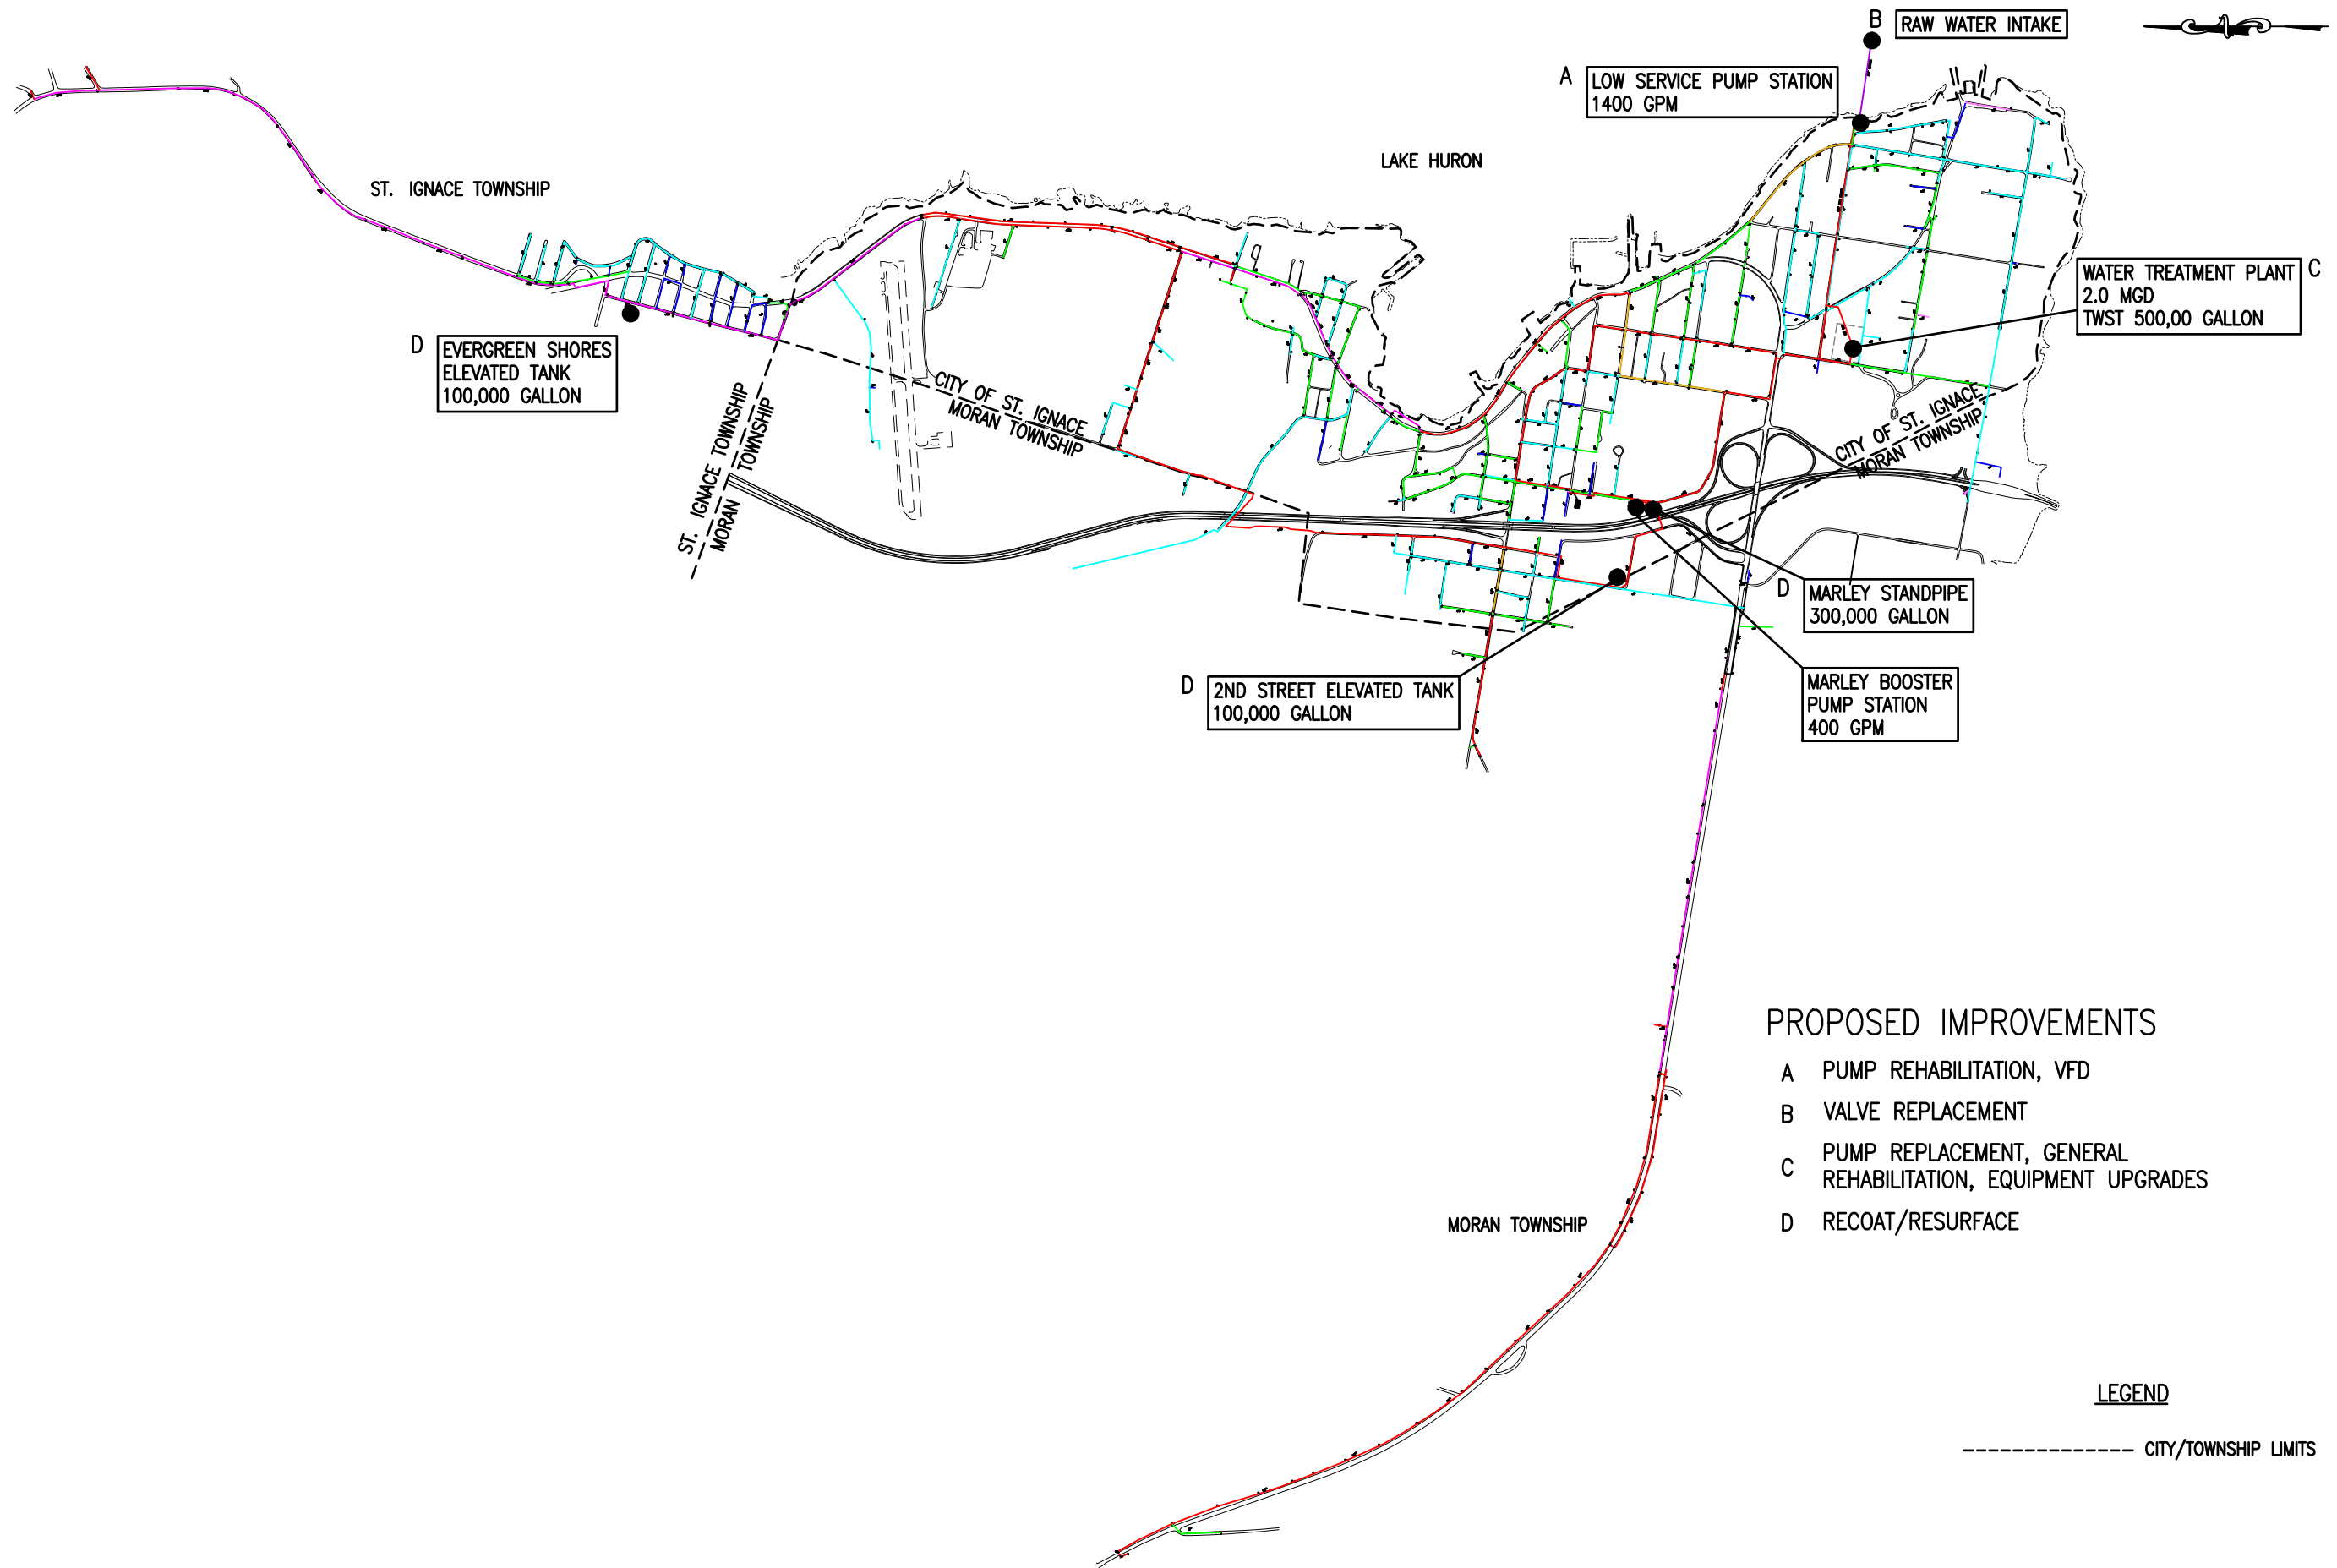 B
RAW WATER INTAKE
A
LOW SERVICE PUMP STATION
1400 GPM
LAKE HURON
ST. IGNACE TOWNSHIP
WATER TREATMENT PLANT
2.0 MGD
TWST 500,00 GALLON
C
D
EVERGREEN SHORES
ELEVATED TANK
100,000 GALLON
CITY OF ST. IGNACE
MORAN TOWNSHIP
ST. IGNACE TOWNSHIP
MORAN TOWNSHIP
CITY OF ST. IGNACE
MORAN TOWNSHIP
D
MARLEY STANDPIPE
300,000 GALLON
D
2ND STREET ELEVATED TANK
100,000 GALLON
MARLEY BOOSTER
PUMP STATION
400 GPM
PROPOSED IMPROVEMENTS
A PUMP REHABILITATION, VFD
B VALVE REPLACEMENT
C PUMP REPLACEMENT, GENERAL
REHABILITATION, EQUIPMENT UPGRADES
D RECOAT/RESURFACE
MORAN TOWNSHIP
LEGEND
CITY/TOWNSHIP LIMITS